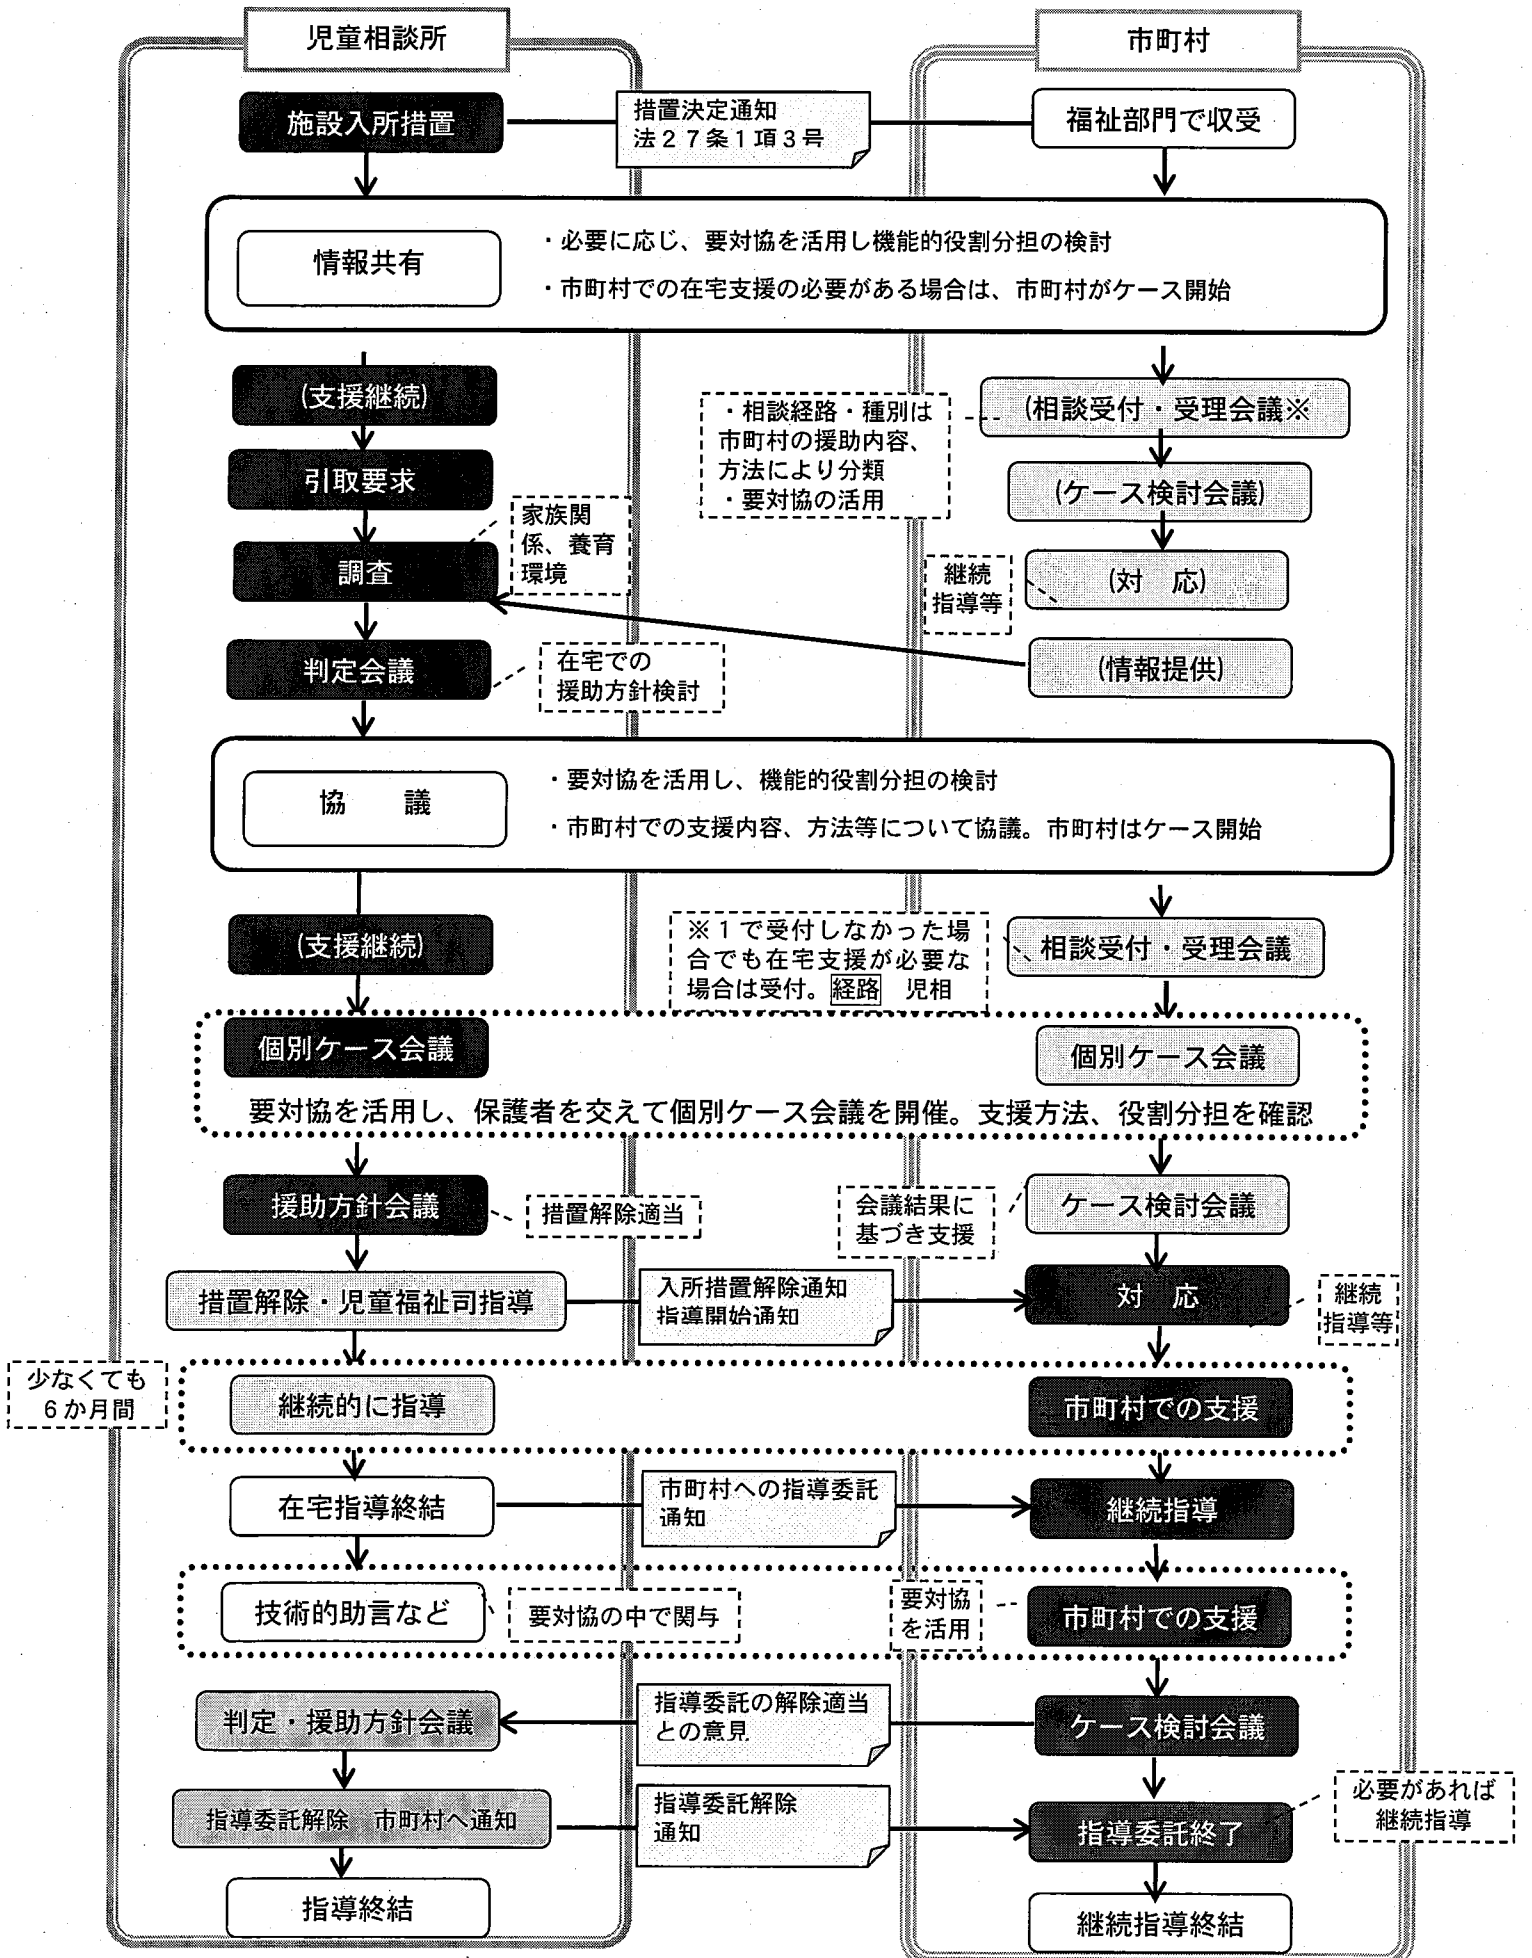 児童相談所
市町村
施設入所措置
措置決定通知
法27条1項3号
福祉部門で収受
情報共有
・必要に応じ、要対協を活用し機能的役割分担の検討
・市町村での在宅支援の必要がある場合は、市町村がケース開始
(支援継続)
引取要求
家族関
係、養育
環境
調査
判定会議
在宅での
援助方針検討
・相談経路・種別は
市町村の援助内容、
方法により分類
・要対協の活用
(相談受付・受理会議※
(ケース検討会議)
継続
指導等
(対　応)
(情報提供)
協　　議
・要対協を活用し、機能的役割分担の検討
・市町村での支援内容、方法等について協議。市町村はケース開始
(支援継続)
※1で受付しなかった場
合でも在宅支援が必要な
場合は受付。経路　児相
相談受付・受理会議
個別ケース会議
個別ケース会議
要対協を活用し、保護者を交えて個別ケース会議を開催。支援方法、役割分担を確認
援助方針会議
措置解除適当
会議結果に
基づき支援
ケース検討会議
措置解除・児童福祉司指導
入所措置解除通知
指導開始通知
対　応
継続
指導等
少なくても
6か月間
継続的に指導
市町村での支援
在宅指導終結
市町村への指導委託
通知
継続指導
技術的助言など
要対協の中で関与
要対協
を活用
市町村での支援
判定・援助方針会議
指導委託の解除適当
との意見
ケース検討会議
指導委託解除　市町村へ通知
指導委託解除
通知
指導委託終了
必要があれば
継続指導
指導終結
継続指導終結